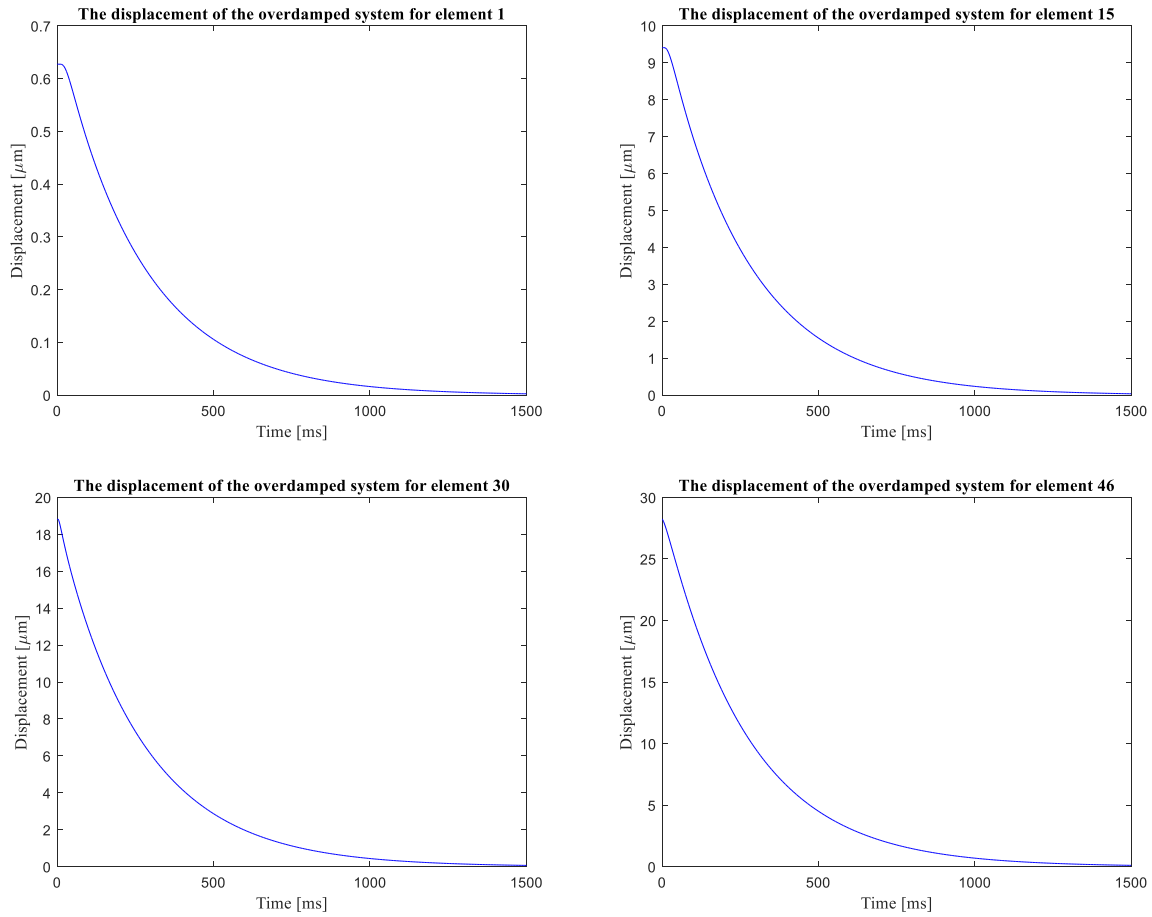 The displacement of the overdamped system for element 1
0.7
0.6
0.5
0.4
0.3
0.2
0.1
0
Displacement [μm]
0 500 1000 1500
Time [ms]
The displacement of the overdamped system for element 15
10
9
8
7
6
5
4
3
2
1
0
Displacement [μm]
0 500 1000 1500
Time [ms]
The displacement of the overdamped system for element 30
20
18
16
14
12
10
8
6
4
2
0
Displacement [μm]
0 500 1000 1500
Time [ms]
The displacement of the overdamped system for element 46
30
25
20
15
10
5
0
Displacement [μm]
0 500 1000 1500
Time [ms]